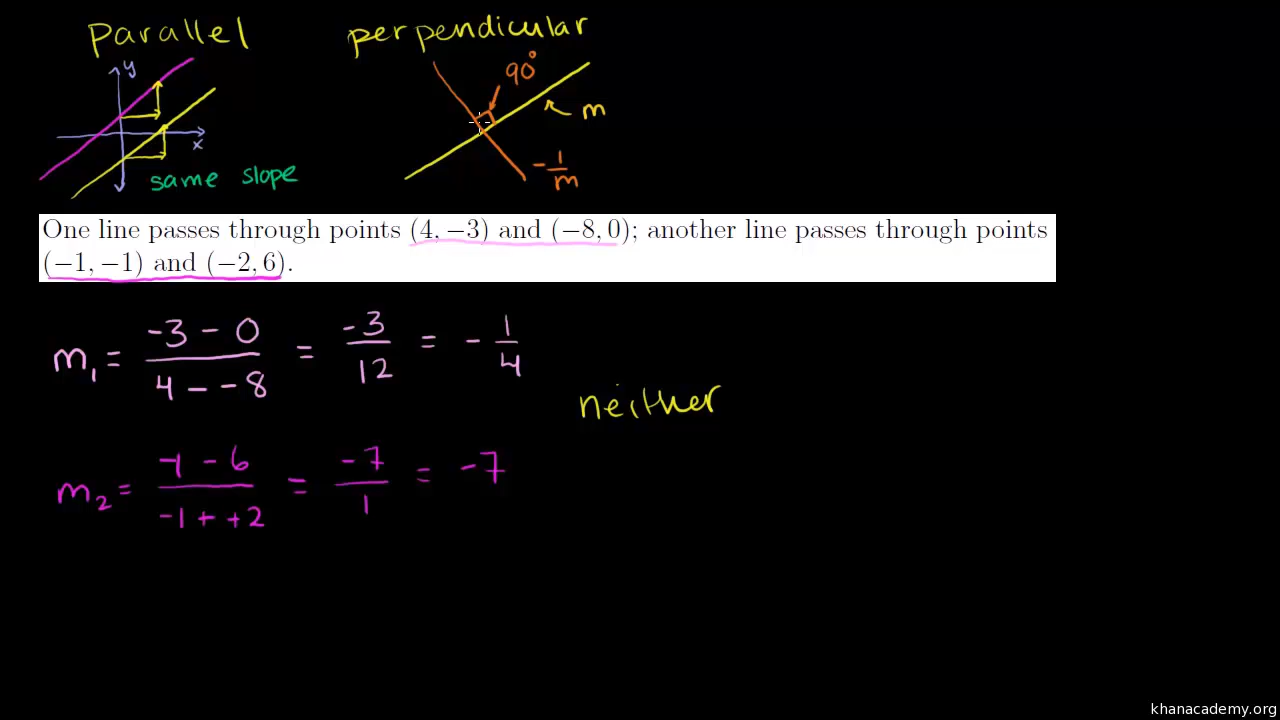 parallel
perpendicular
y
x
same slope
90°
m
-1/m
One line passes through points (4, −3) and (−8, 0); another line passes through points
(−1, −1) and (−2, 6).
m₁ = (-3 - 0)/(4 - -8) = -3/12 = -1/4
neither
m₂ = (-1 - 6)/(-1 + +2) = -7/1 = -7
khanacademy.org